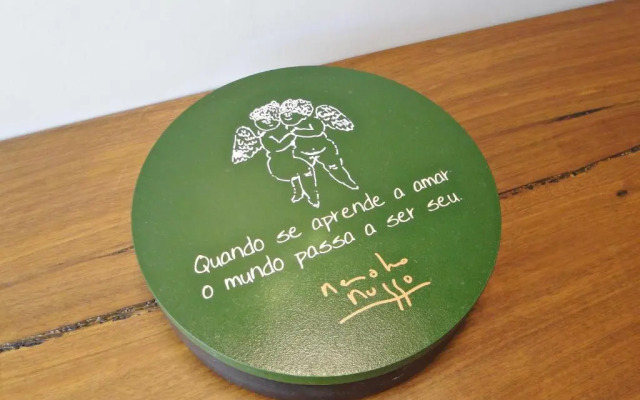 Quando se aprende a amar
o mundo passa a ser seu.